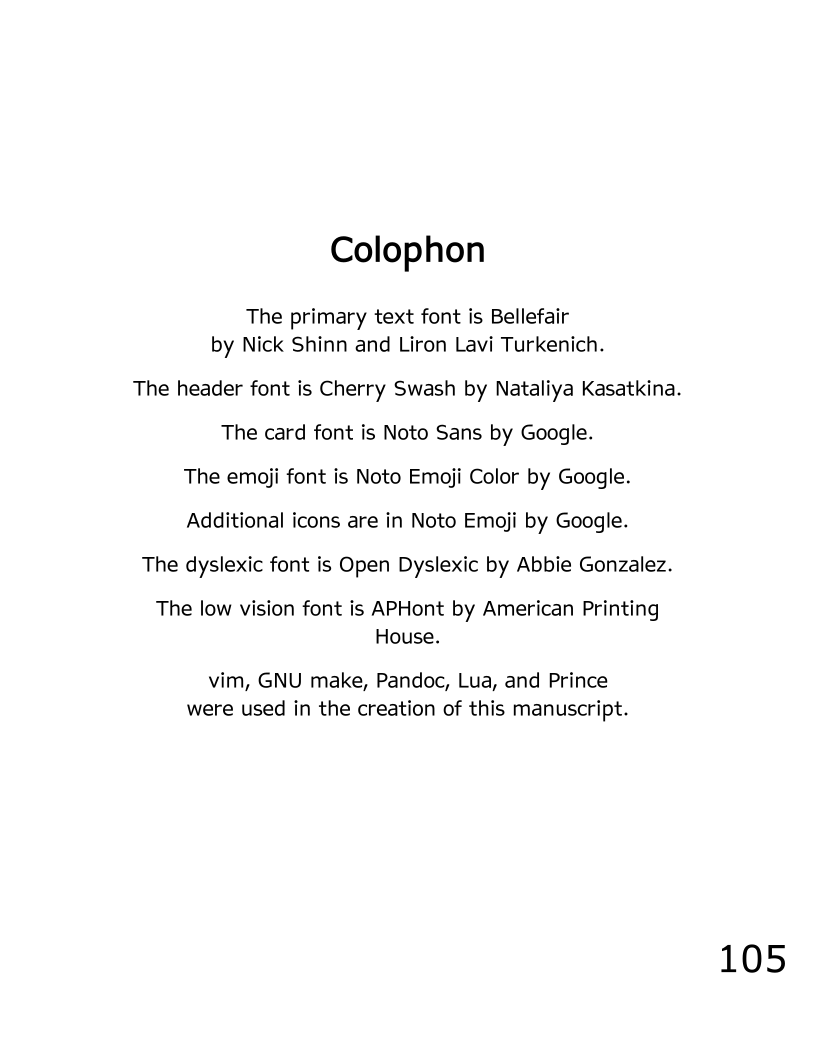 Colophon
The primary text font is Bellefair
by Nick Shinn and Liron Lavi Turkenich.
The header font is Cherry Swash by Nataliya Kasatkina.
The card font is Noto Sans by Google.
The emoji font is Noto Emoji Color by Google.
Additional icons are in Noto Emoji by Google.
The dyslexic font is Open Dyslexic by Abbie Gonzalez.
The low vision font is APHont by American Printing
House.
vim, GNU make, Pandoc, Lua, and Prince
were used in the creation of this manuscript.
105